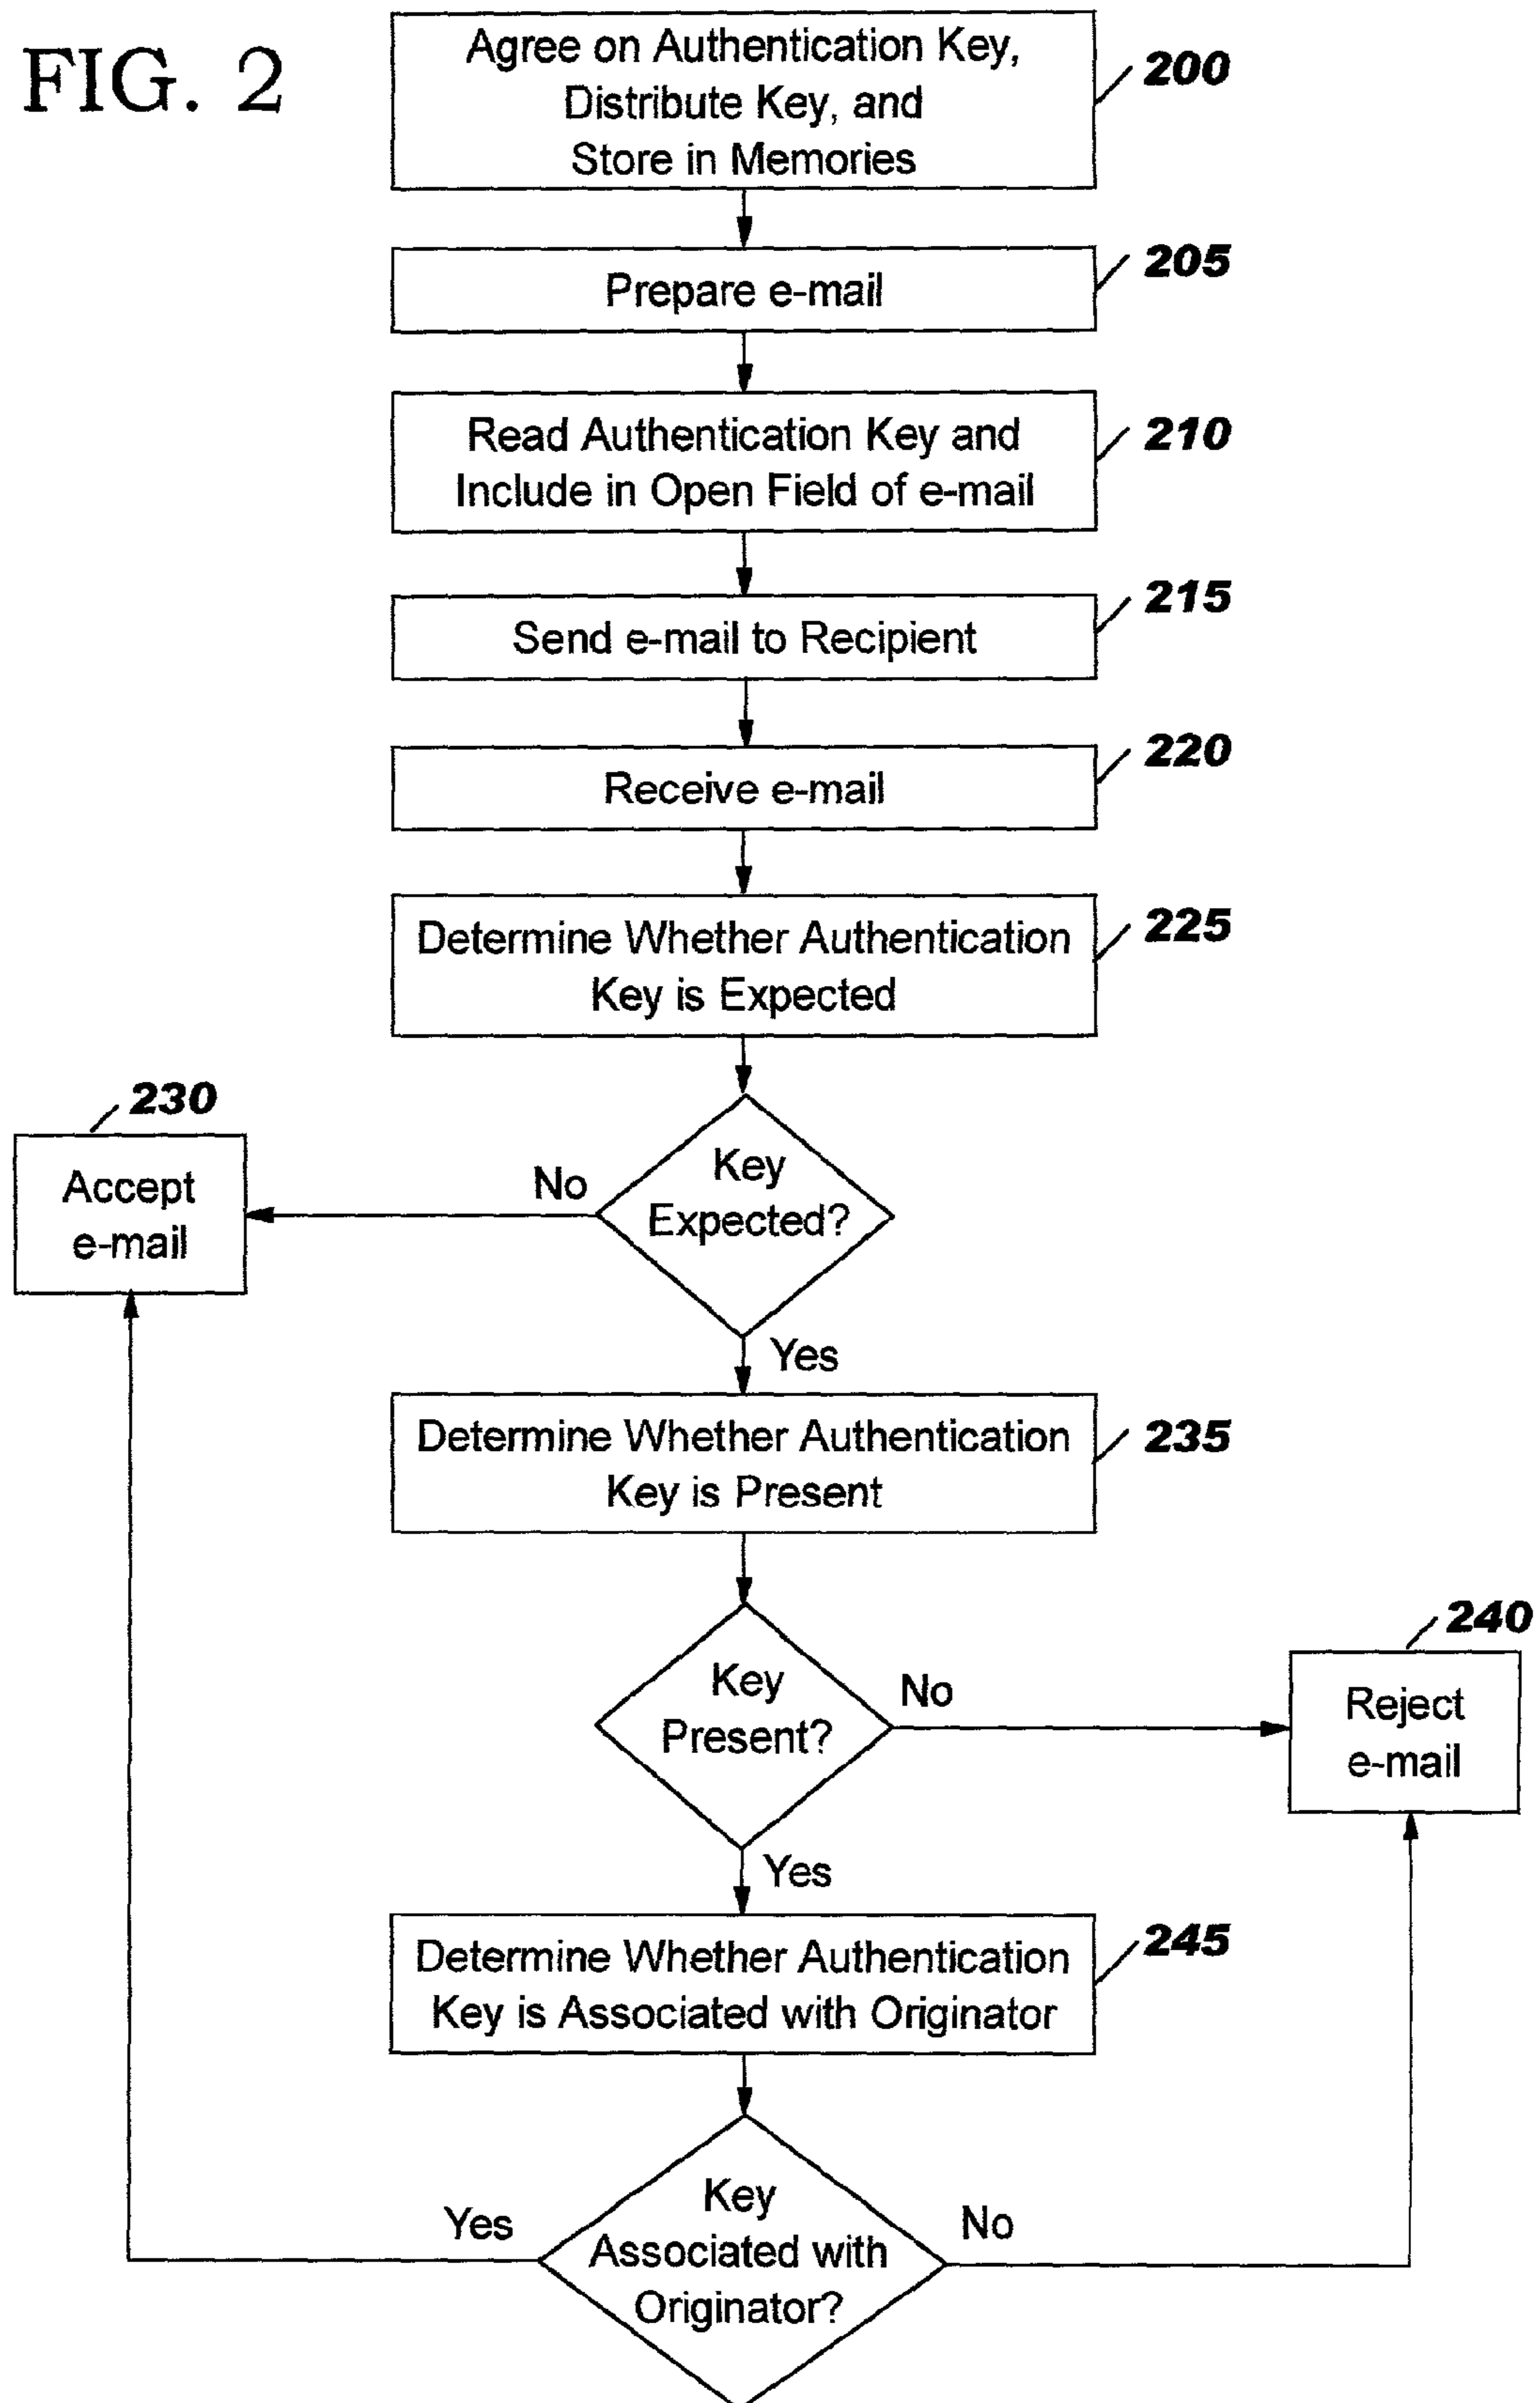 FIG. 2
Agree on Authentication Key,
Distribute Key, and
Store in Memories
200
Prepare e-mail
205
Read Authentication Key and
Include in Open Field of e-mail
210
Send e-mail to Recipient
215
Receive e-mail
220
Determine Whether Authentication
Key is Expected
225
230
Accept
e-mail
No
Key
Expected?
Yes
Determine Whether Authentication
Key is Present
235
Key
Present?
No
240
Reject
e-mail
Yes
Determine Whether Authentication
Key is Associated with Originator
245
Yes
Key
Associated with
Originator?
No